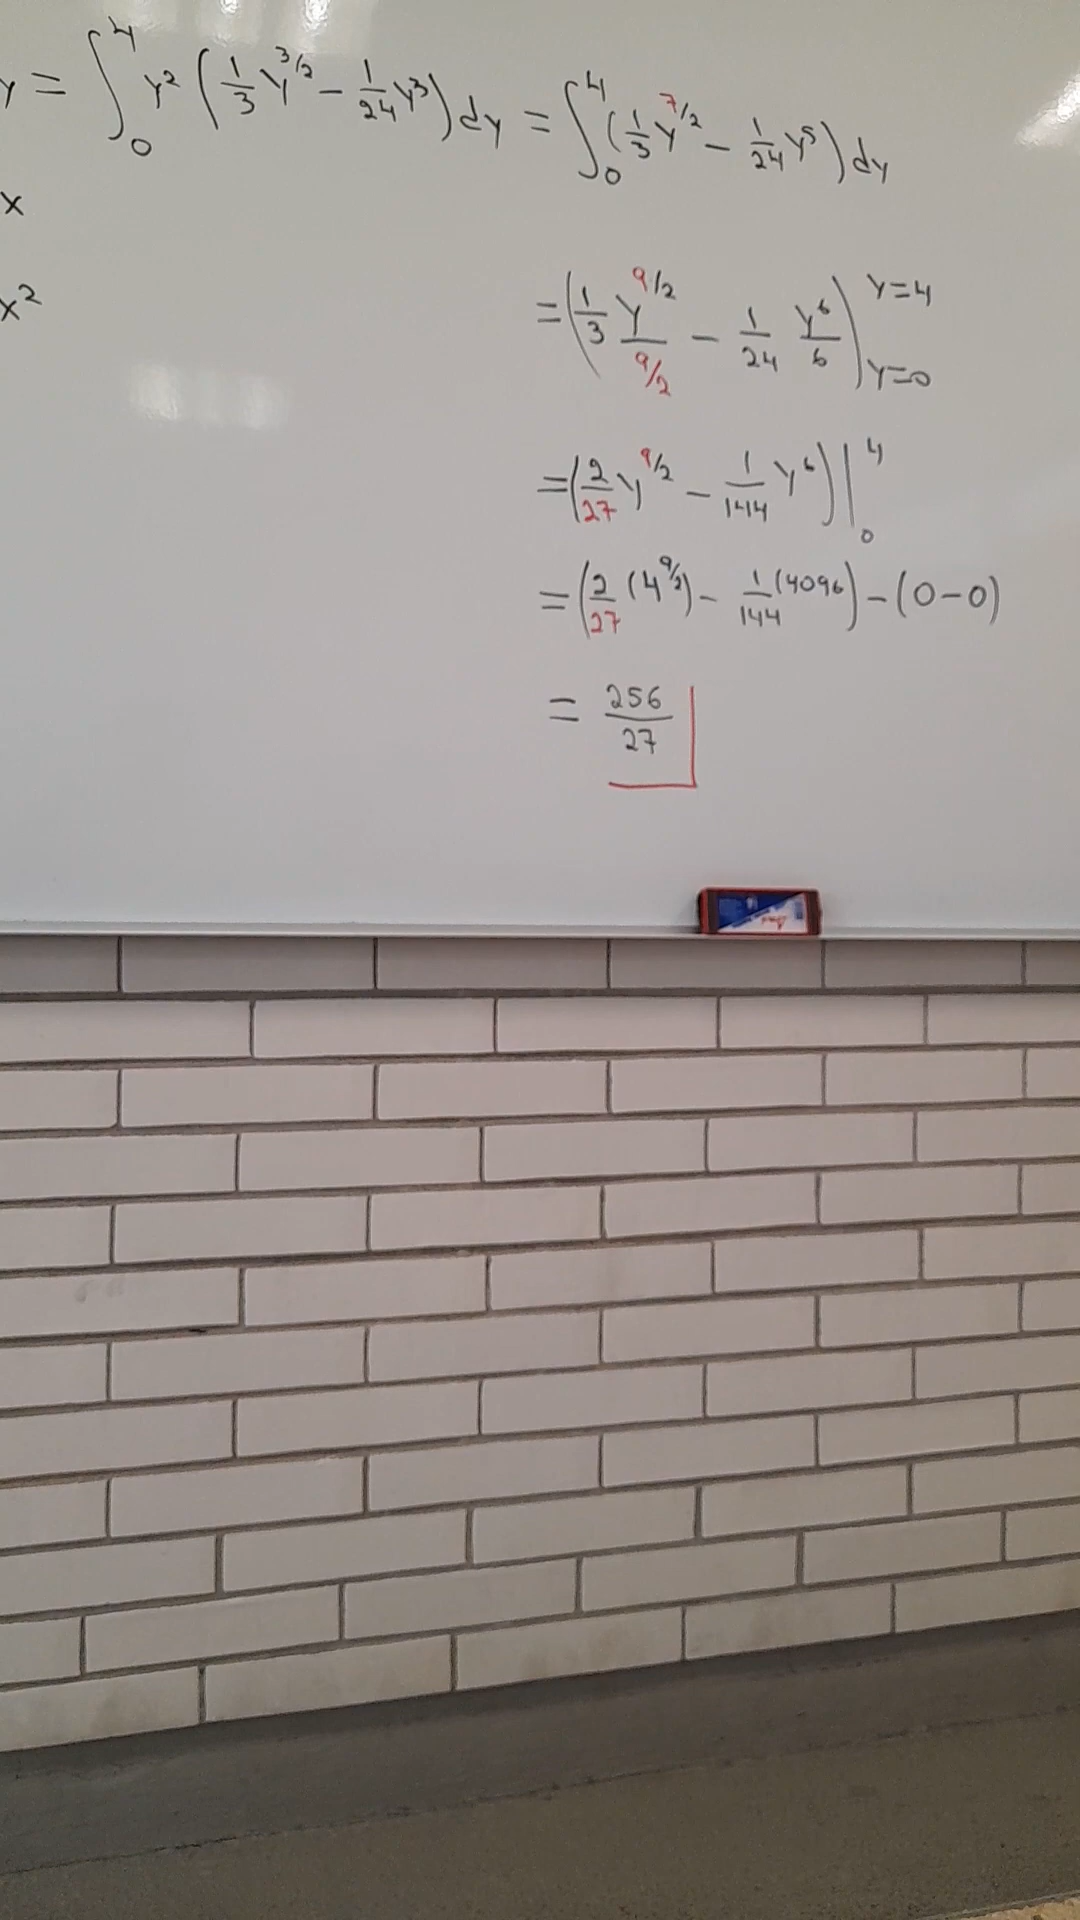 y = ∫₀⁴ y² (1/3 y^(3/2) − 1/24 y³) dy = ∫₀⁴ (1/3 y^(7/2) − 1/24 y⁵) dy
x
x²
= (1/3 y^(9/2)/(9/2) − 1/24 y⁶/6) y=4 y=0
= (2/27 y^(9/2) − 1/144 y⁶) |₀⁴
= (2/27 (4^(9/2)) − 1/144 (4096)) − (0−0)
= 256/27